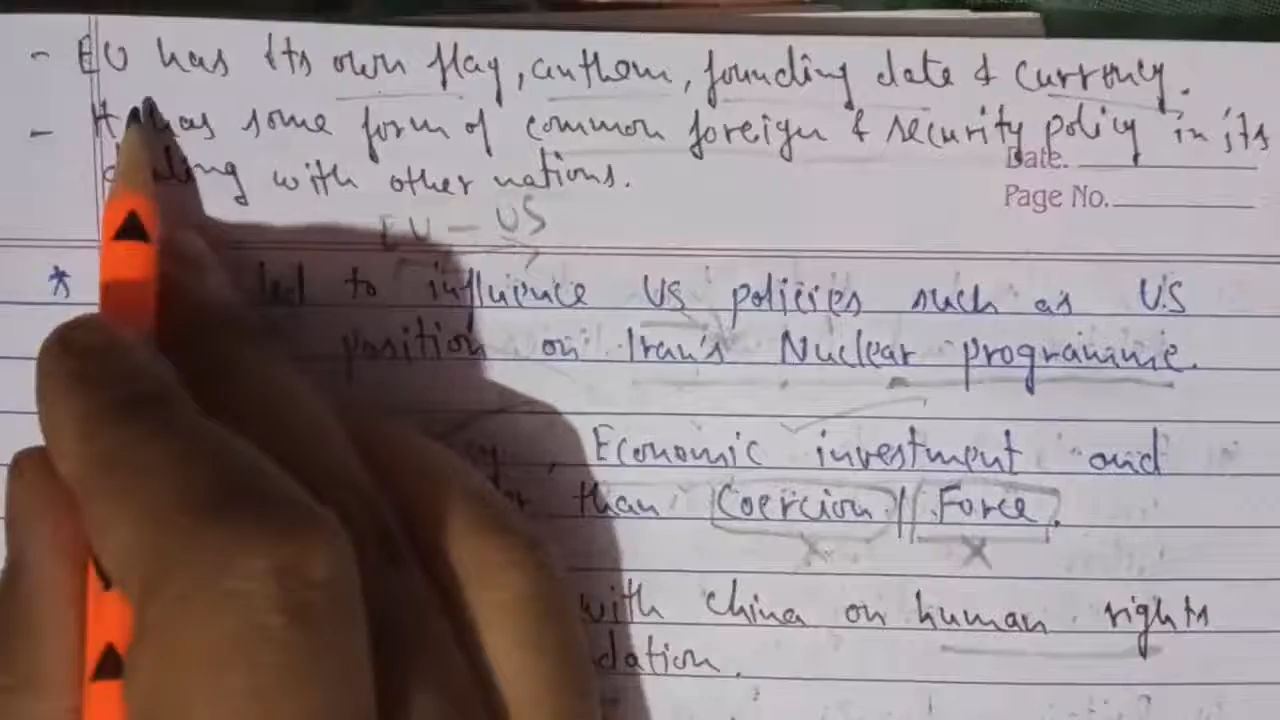 - EU has its own flag, anthem, founding date & currency.
- It has some form of common foreign & security policy in its
dealing with other nations.
Date.
Page No.
EU - US
* to influence US policies such as US
position on Iran's Nuclear programme.
Economic investment and
than Coercion / Force.
with china on human rights
dation.